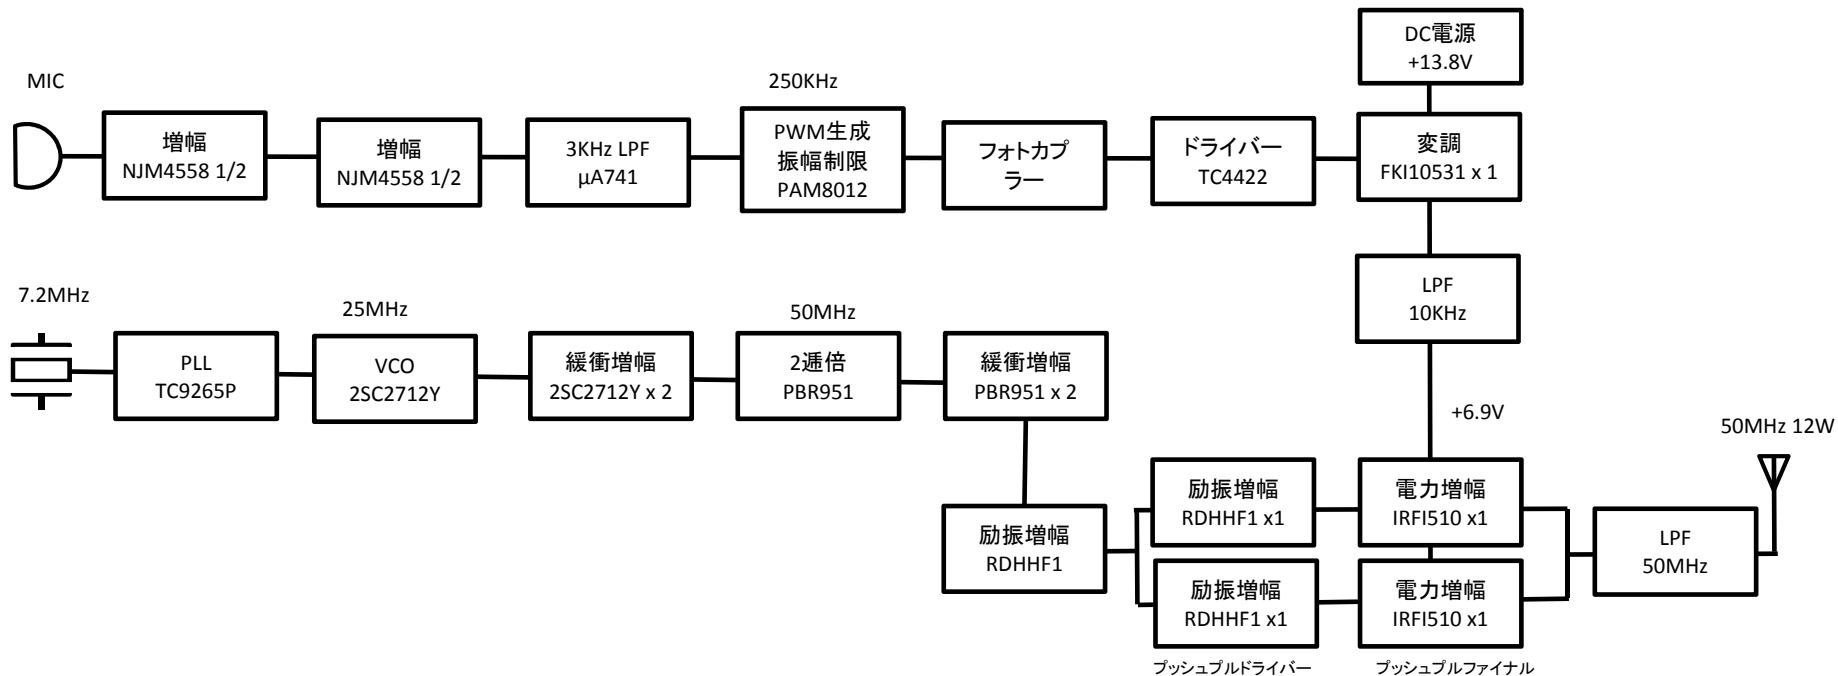 DC電源
+13.8V
MIC
250KHz
増幅
NJM4558 1/2
増幅
NJM4558 1/2
3KHz LPF
µA741
PWM生成
振幅制限
PAM8012
フォトカプ
ラー
ドライバー
TC4422
変調
FKI10531 x 1
LPF
10KHz
7.2MHz
25MHz
50MHz
PLL
TC9265P
VCO
2SC2712Y
緩衝増幅
2SC2712Y x 2
2逓倍
PBR951
緩衝増幅
PBR951 x 2
+6.9V
50MHz 12W
励振増幅
RDHHF1
励振増幅
RDHHF1 x1
電力増幅
IRFI510 x1
励振増幅
RDHHF1 x1
電力増幅
IRFI510 x1
LPF
50MHz
プッシュプルドライバー
プッシュプルファイナル